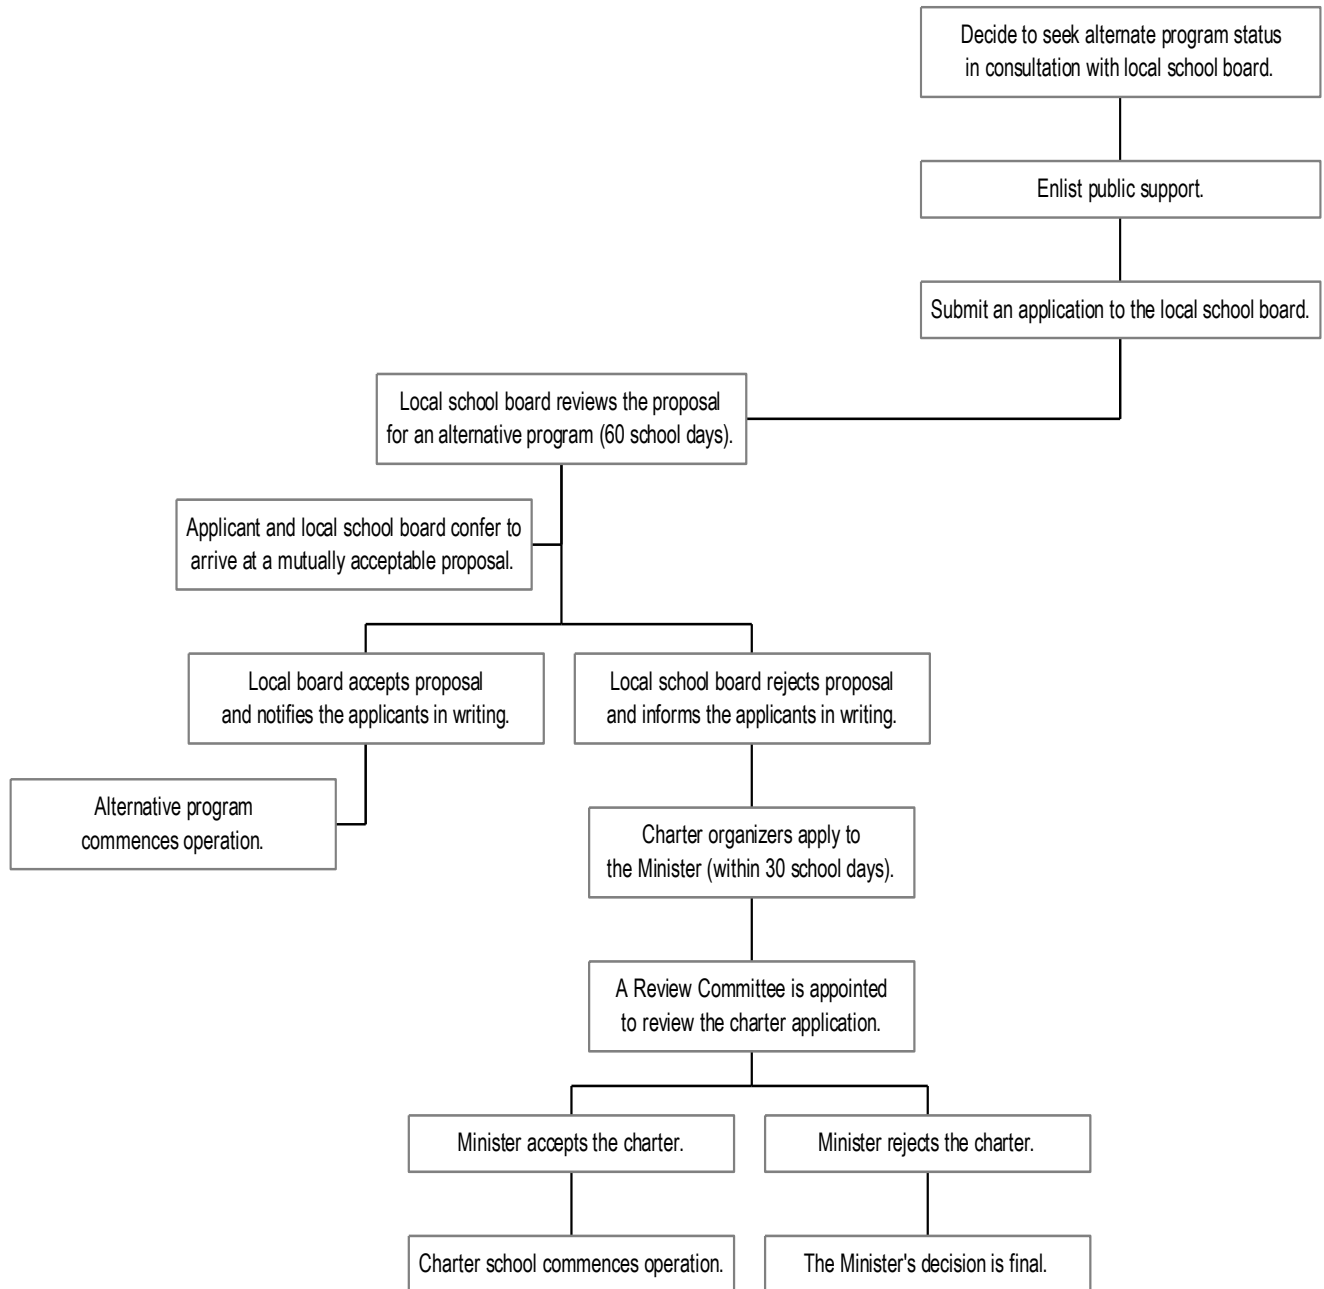 Decide to seek alternate program status
in consultation with local school board.
Enlist public support.
Submit an application to the local school board.
Local school board reviews the proposal
for an alternative program (60 school days).
Applicant and local school board confer to
arrive at a mutually acceptable proposal.
Local board accepts proposal
and notifies the applicants in writing.
Local school board rejects proposal
and informs the applicants in writing.
Alternative program
commences operation.
Charter organizers apply to
the Minister (within 30 school days).
A Review Committee is appointed
to review the charter application.
Minister accepts the charter.
Minister rejects the charter.
Charter school commences operation.
The Minister's decision is final.